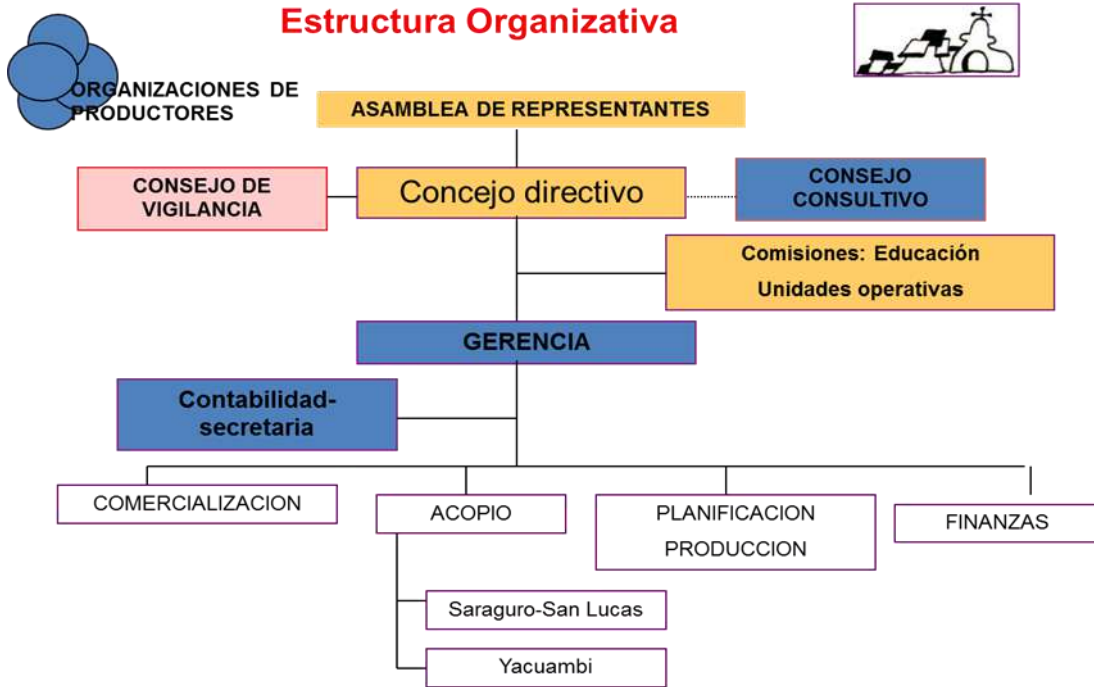 Estructura Organizativa
ORGANIZACIONES DE
PRODUCTORES
ASAMBLEA DE REPRESENTANTES
CONSEJO DE
VIGILANCIA
Concejo directivo
CONSEJO
CONSULTIVO
Comisiones: Educación
Unidades operativas
GERENCIA
Contabilidad-
secretaria
COMERCIALIZACION
ACOPIO
PLANIFICACION
PRODUCCION
FINANZAS
Saraguro-San Lucas
Yacuambi